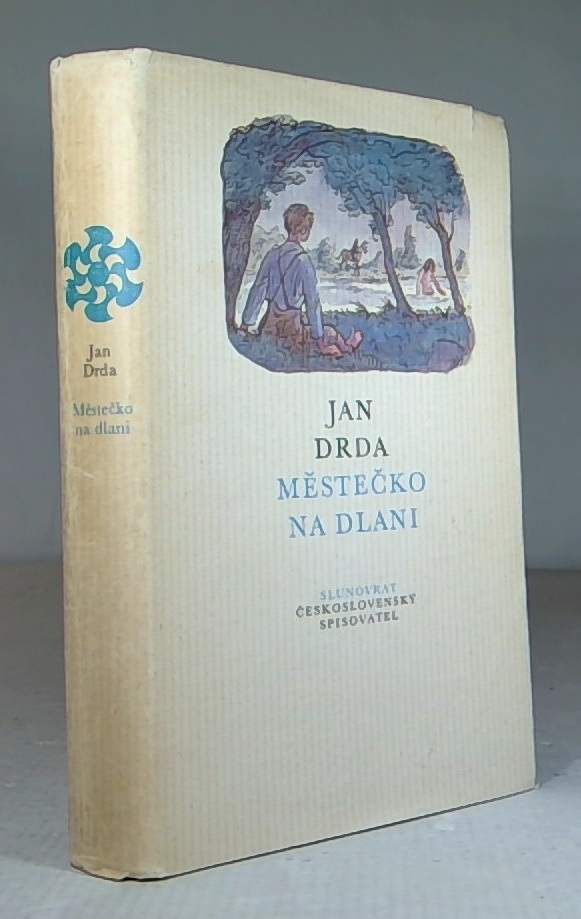 Jan
Drda
Městečko
na dlani
JAN
DRDA
MĚSTEČKO
NA DLANI
SLUNOVRAT
ČESKOSLOVENSKÝ
SPISOVATEL